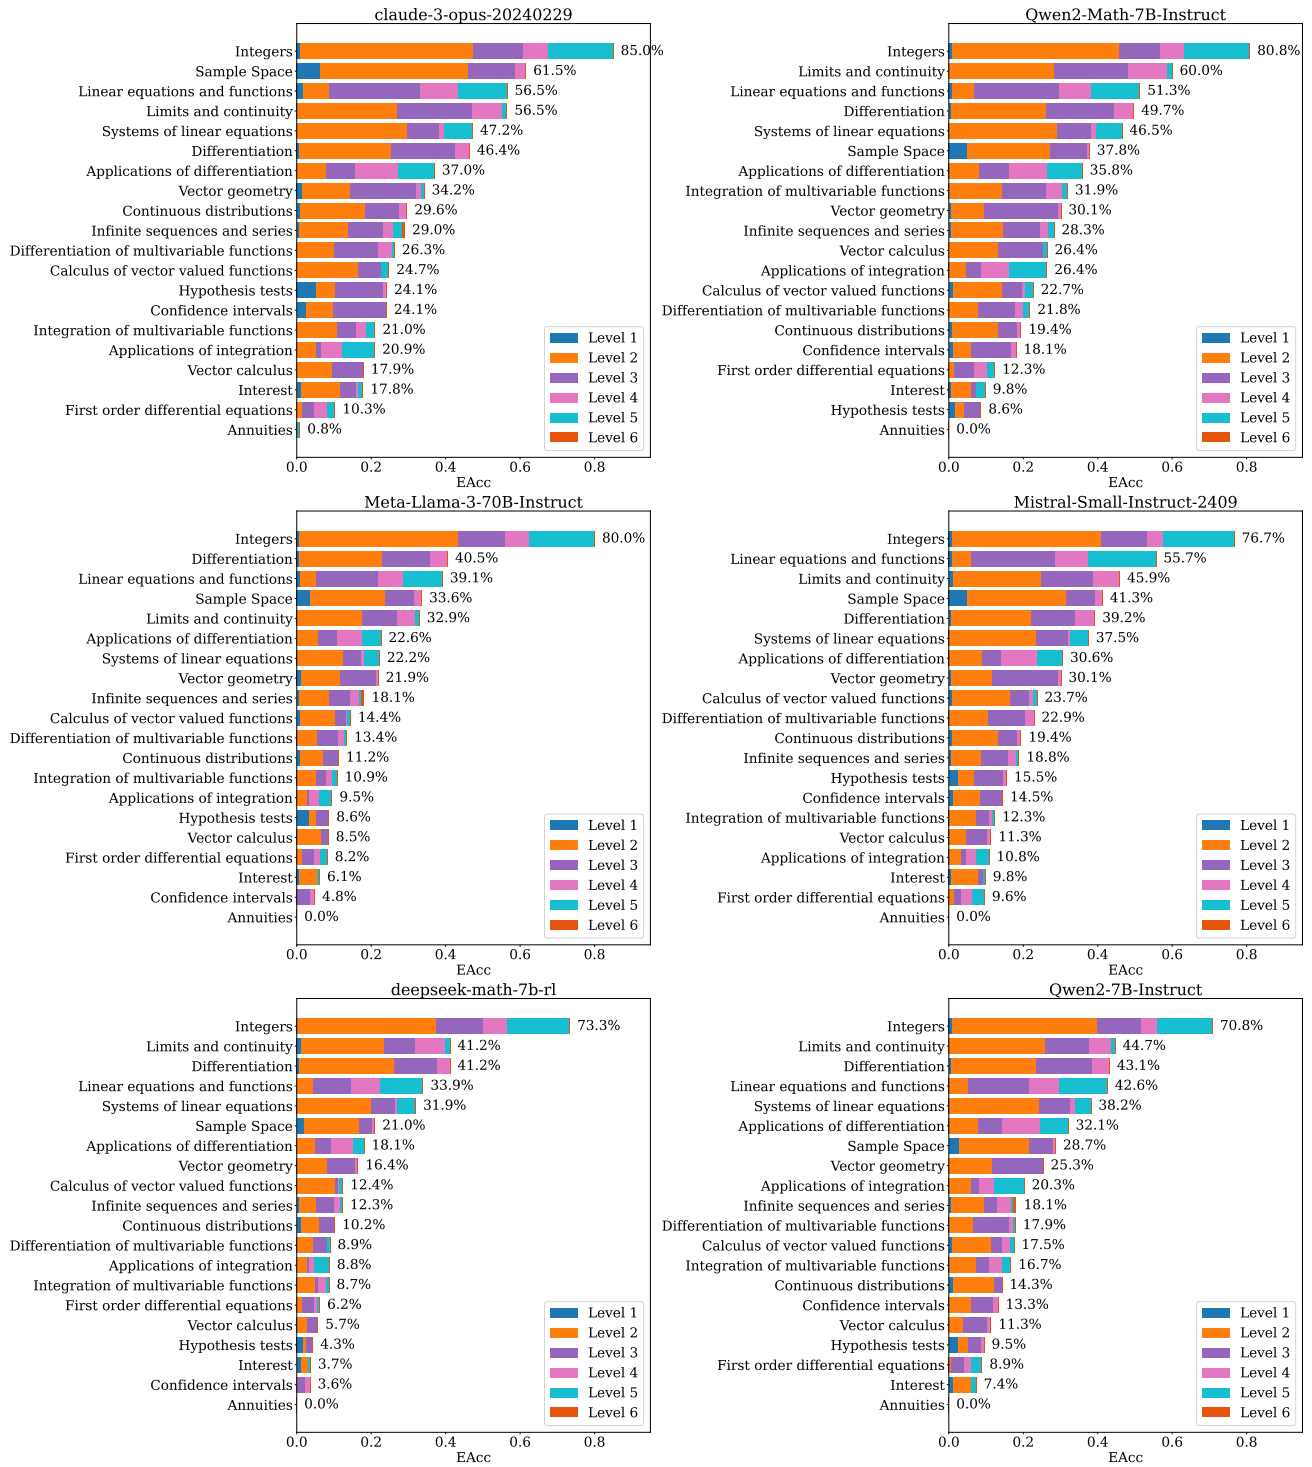 claude-3-opus-20240229
Integers 85.0%
Sample Space 61.5%
Linear equations and functions 56.5%
Limits and continuity 56.5%
Systems of linear equations 47.2%
Differentiation 46.4%
Applications of differentiation 37.0%
Vector geometry 34.2%
Continuous distributions 29.6%
Infinite sequences and series 29.0%
Differentiation of multivariable functions 26.3%
Calculus of vector valued functions 24.7%
Hypothesis tests 24.1%
Confidence intervals 24.1%
Integration of multivariable functions 21.0%
Applications of integration 20.9%
Vector calculus 17.9%
Interest 17.8%
First order differential equations 10.3%
Annuities 0.8%
Level 1
Level 2
Level 3
Level 4
Level 5
Level 6
0.0 0.2 0.4 0.6 0.8
EAcc
Qwen2-Math-7B-Instruct
Integers 80.8%
Limits and continuity 60.0%
Linear equations and functions 51.3%
Differentiation 49.7%
Systems of linear equations 46.5%
Sample Space 37.8%
Applications of differentiation 35.8%
Integration of multivariable functions 31.9%
Vector geometry 30.1%
Infinite sequences and series 28.3%
Vector calculus 26.4%
Applications of integration 26.4%
Calculus of vector valued functions 22.7%
Differentiation of multivariable functions 21.8%
Continuous distributions 19.4%
Confidence intervals 18.1%
First order differential equations 12.3%
Interest 9.8%
Hypothesis tests 8.6%
Annuities 0.0%
Level 1
Level 2
Level 3
Level 4
Level 5
Level 6
0.0 0.2 0.4 0.6 0.8
EAcc
Meta-Llama-3-70B-Instruct
Integers 80.0%
Differentiation 40.5%
Linear equations and functions 39.1%
Sample Space 33.6%
Limits and continuity 32.9%
Applications of differentiation 22.6%
Systems of linear equations 22.2%
Vector geometry 21.9%
Infinite sequences and series 18.1%
Calculus of vector valued functions 14.4%
Differentiation of multivariable functions 13.4%
Continuous distributions 11.2%
Integration of multivariable functions 10.9%
Applications of integration 9.5%
Hypothesis tests 8.6%
Vector calculus 8.5%
First order differential equations 8.2%
Interest 6.1%
Confidence intervals 4.8%
Annuities 0.0%
Level 1
Level 2
Level 3
Level 4
Level 5
Level 6
0.0 0.2 0.4 0.6 0.8
EAcc
Mistral-Small-Instruct-2409
Integers 76.7%
Linear equations and functions 55.7%
Limits and continuity 45.9%
Sample Space 41.3%
Differentiation 39.2%
Systems of linear equations 37.5%
Applications of differentiation 30.6%
Vector geometry 30.1%
Calculus of vector valued functions 23.7%
Differentiation of multivariable functions 22.9%
Continuous distributions 19.4%
Infinite sequences and series 18.8%
Hypothesis tests 15.5%
Confidence intervals 14.5%
Integration of multivariable functions 12.3%
Vector calculus 11.3%
Applications of integration 10.8%
Interest 9.8%
First order differential equations 9.6%
Annuities 0.0%
Level 1
Level 2
Level 3
Level 4
Level 5
Level 6
0.0 0.2 0.4 0.6 0.8
EAcc
deepseek-math-7b-rl
Integers 73.3%
Limits and continuity 41.2%
Differentiation 41.2%
Linear equations and functions 33.9%
Systems of linear equations 31.9%
Sample Space 21.0%
Applications of differentiation 18.1%
Vector geometry 16.4%
Calculus of vector valued functions 12.4%
Infinite sequences and series 12.3%
Continuous distributions 10.2%
Differentiation of multivariable functions 8.9%
Applications of integration 8.8%
Integration of multivariable functions 8.7%
First order differential equations 6.2%
Vector calculus 5.7%
Hypothesis tests 4.3%
Interest 3.7%
Confidence intervals 3.6%
Annuities 0.0%
Level 1
Level 2
Level 3
Level 4
Level 5
Level 6
0.0 0.2 0.4 0.6 0.8
EAcc
Qwen2-7B-Instruct
Integers 70.8%
Limits and continuity 44.7%
Differentiation 43.1%
Linear equations and functions 42.6%
Systems of linear equations 38.2%
Applications of differentiation 32.1%
Sample Space 28.7%
Vector geometry 25.3%
Applications of integration 20.3%
Infinite sequences and series 18.1%
Differentiation of multivariable functions 17.9%
Calculus of vector valued functions 17.5%
Integration of multivariable functions 16.7%
Continuous distributions 14.3%
Confidence intervals 13.3%
Vector calculus 11.3%
Hypothesis tests 9.5%
First order differential equations 8.9%
Interest 7.4%
Annuities 0.0%
Level 1
Level 2
Level 3
Level 4
Level 5
Level 6
0.0 0.2 0.4 0.6 0.8
EAcc